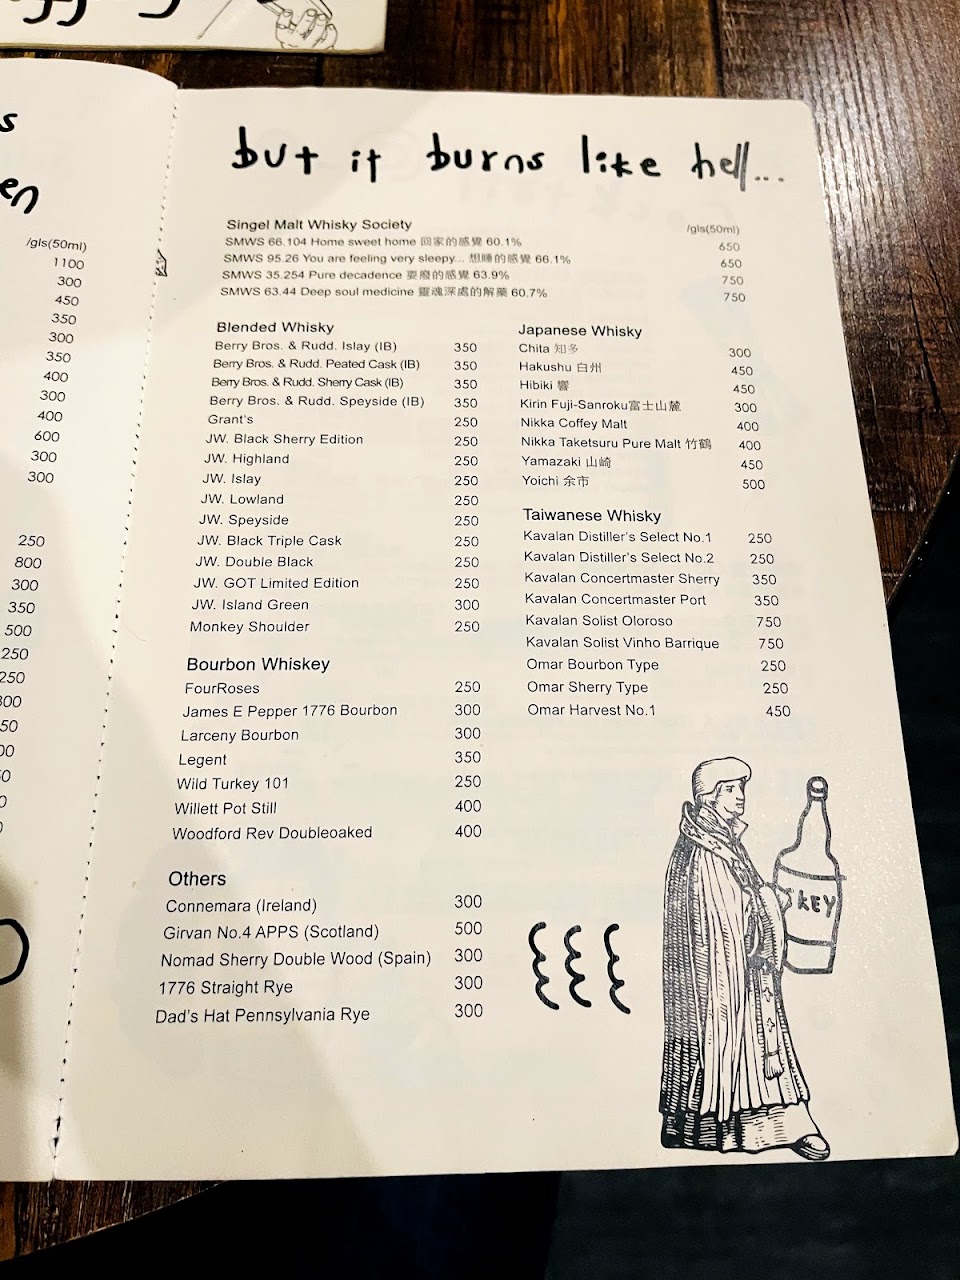 s
en
/gls(50ml)
1100
300
450
350
300
350
400
300
400
600
300
300
250
800
300
350
500
250
250
but it burns like hell...
Singel Malt Whisky Society /gls(50ml)
SMWS 66.104 Home sweet home 回家的感覺 60.1% 650
SMWS 95.26 You are feeling very sleepy... 想睡的感覺 66.1% 650
SMWS 35.254 Pure decadence 耍廢的感覺 63.9% 750
SMWS 63.44 Deep soul medicine 靈魂深處的解藥 60.7% 750
Blended Whisky
Berry Bros. & Rudd. Islay (IB) 350
Berry Bros. & Rudd. Peated Cask (IB) 350
Berry Bros. & Rudd. Sherry Cask (IB) 350
Berry Bros. & Rudd. Speyside (IB) 350
Grant's 250
JW. Black Sherry Edition 250
JW. Highland 250
JW. Islay 250
JW. Lowland 250
JW. Speyside 250
JW. Black Triple Cask 250
JW. Double Black 250
JW. GOT Limited Edition 250
JW. Island Green 300
Monkey Shoulder 250
Bourbon Whiskey
FourRoses 250
James E Pepper 1776 Bourbon 300
Larceny Bourbon 300
Legent 350
Wild Turkey 101 250
Willett Pot Still 400
Woodford Rev Doubleoaked 400
Others
Connemara (Ireland) 300
Girvan No.4 APPS (Scotland) 500
Nomad Sherry Double Wood (Spain) 300
1776 Straight Rye 300
Dad's Hat Pennsylvania Rye 300
Japanese Whisky
Chita 知多 300
Hakushu 白州 450
Hibiki 響 450
Kirin Fuji-Sanroku富士山麓 300
Nikka Coffey Malt 400
Nikka Taketsuru Pure Malt 竹鶴 400
Yamazaki 山崎 450
Yoichi 余市 500
Taiwanese Whisky
Kavalan Distiller's Select No.1 250
Kavalan Distiller's Select No.2 250
Kavalan Concertmaster Sherry 350
Kavalan Concertmaster Port 350
Kavalan Solist Oloroso 750
Kavalan Solist Vinho Barrique 750
Omar Bourbon Type 250
Omar Sherry Type 250
Omar Harvest No.1 450
KEY